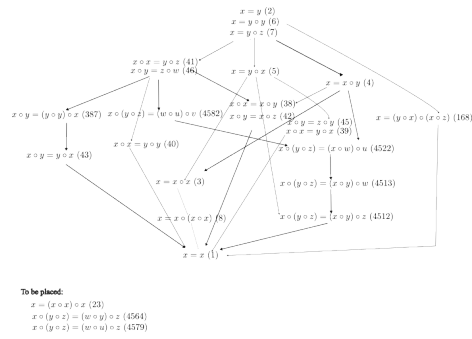 x = y (2)
x = y ∘ y (6)
x = y ∘ z (7)
x ∘ x = y ∘ z (41)
x ∘ y = z ∘ w (46)
x = y ∘ x (5)
x = x ∘ y (4)
x ∘ y = (y ∘ y) ∘ x (387)
x ∘ (y ∘ z) = (w ∘ u) ∘ v (4582)
x ∘ x = x ∘ y (38)
x ∘ y = x ∘ z (42)
x ∘ y = z ∘ y (45)
x ∘ x = y ∘ x (39)
x = (y ∘ x) ∘ (x ∘ z) (168)
x ∘ y = y ∘ x (43)
x ∘ x = y ∘ y (40)
x ∘ (y ∘ z) = (x ∘ w) ∘ u (4522)
x = x ∘ x (3)
x ∘ (y ∘ z) = (x ∘ y) ∘ w (4513)
x = x ∘ (x ∘ x) (8)
x ∘ (y ∘ z) = (x ∘ y) ∘ z (4512)
x = x (1)
To be placed:
x = (x ∘ x) ∘ x (23)
x ∘ (y ∘ z) = (w ∘ y) ∘ z (4564)
x ∘ (y ∘ z) = (w ∘ u) ∘ z (4579)